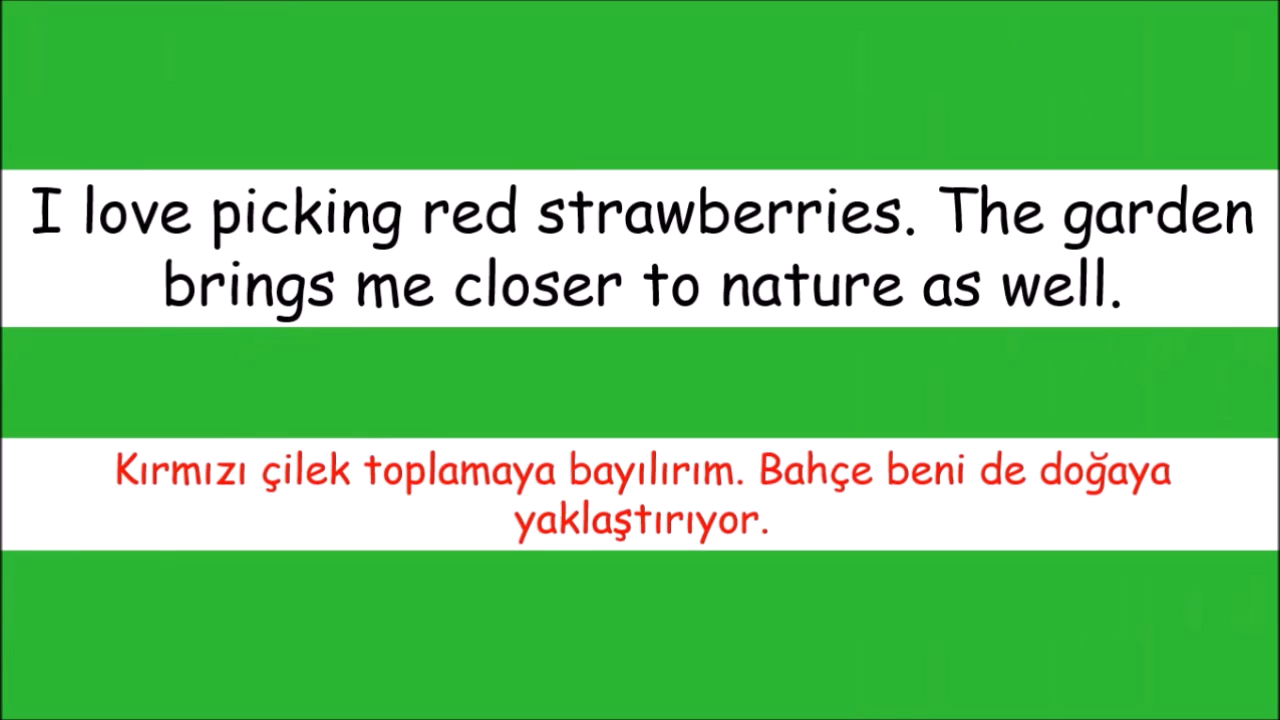 I love picking red strawberries. The garden
brings me closer to nature as well.
Kırmızı çilek toplamaya bayılırım. Bahçe beni de doğaya
yaklaştırıyor.